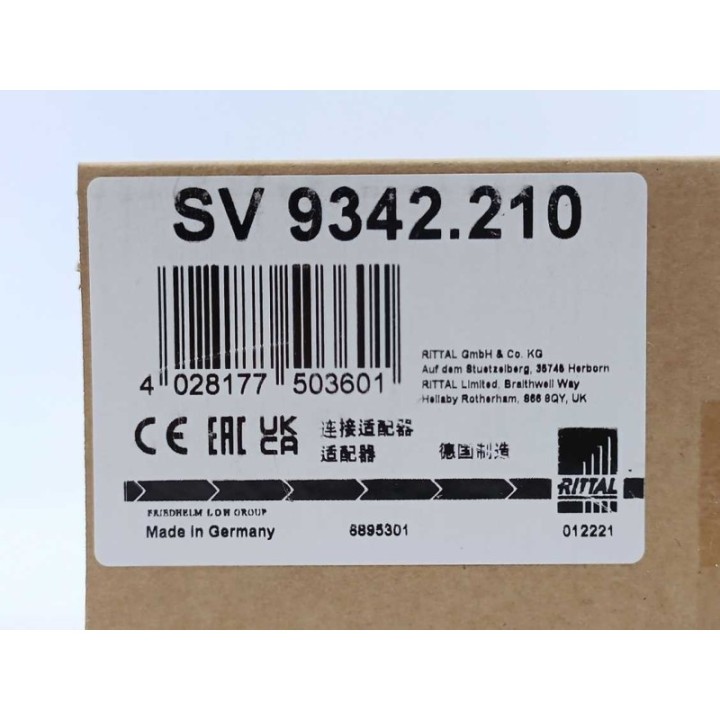 SV 9342.210
4 028177 503601
RITTAL GmbH & Co. KG
Auf dem Stuetzelberg, 35745 Herborn
RITTAL Limited, Braithwell Way
Hellaby Rotherham, S66 8QY, UK
CE EAC UK CA
连接适配器
适配器 德国制造
RITTAL
FRIEDHELM LOH GROUP
Made in Germany 6895301 012221